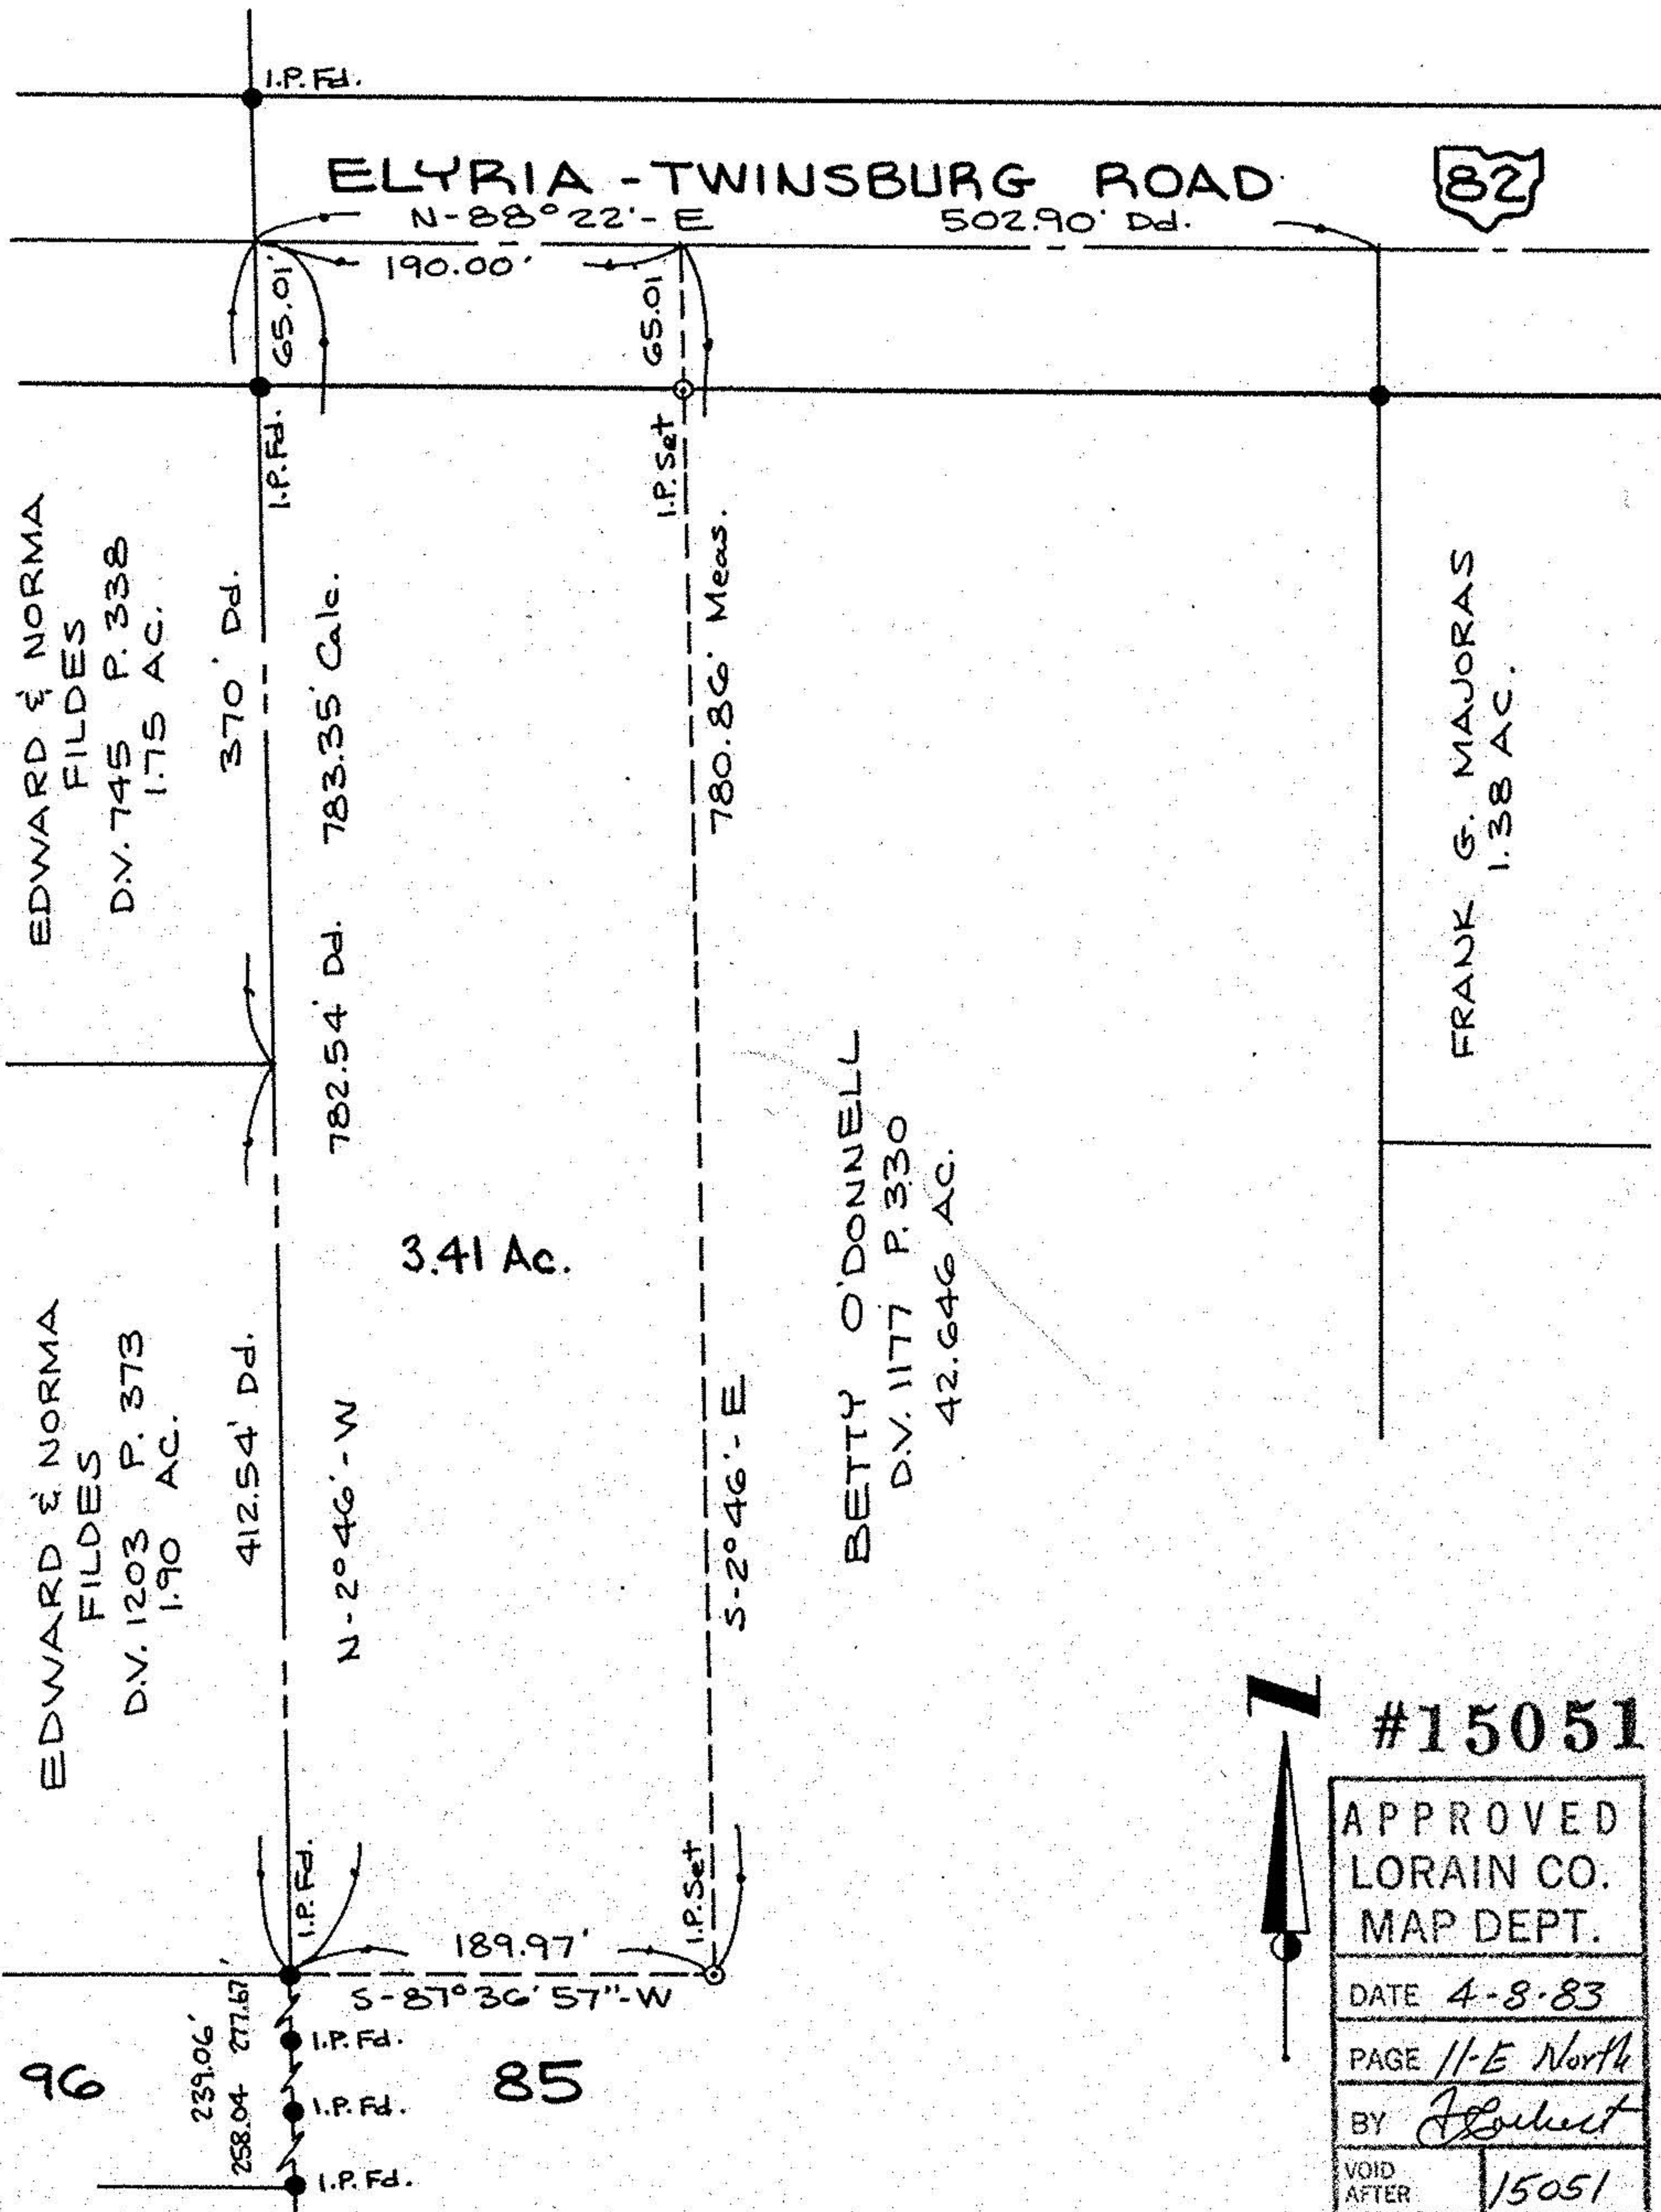 I.P. Fd.
ELYRIA - TWINSBURG ROAD
82
N-88°22'-E
502.90' Dd.
190.00'
65.01'
65.01
I.P. Fd.
I.P. Set
EDWARD & NORMA
FILDES
D.V. 745 P. 338
1.75 AC.
370' Dd.
782.54' Dd. 783.35' Calc.
780.86' Meas.
FRANK G. MAJORAS
1.38 AC.
3.41 Ac.
BETTY O'DONNELL
D.V. 1177 P. 330
42.646 AC.
EDWARD & NORMA
FILDES
D.V. 1203 P. 373
1.90 AC.
412.54' Dd.
N-2°46'-W
S-2°46'-E
I.P. Fd.
I.P. Set
189.97'
S-87°36'57"-W
239.06'
258.04 277.67'
I.P. Fd.
I.P. Fd.
I.P. Fd.
96
85
#15051
APPROVED
LORAIN CO.
MAP DEPT.
DATE 4-8-83
PAGE 11-E North
BY
VOID
AFTER 15051